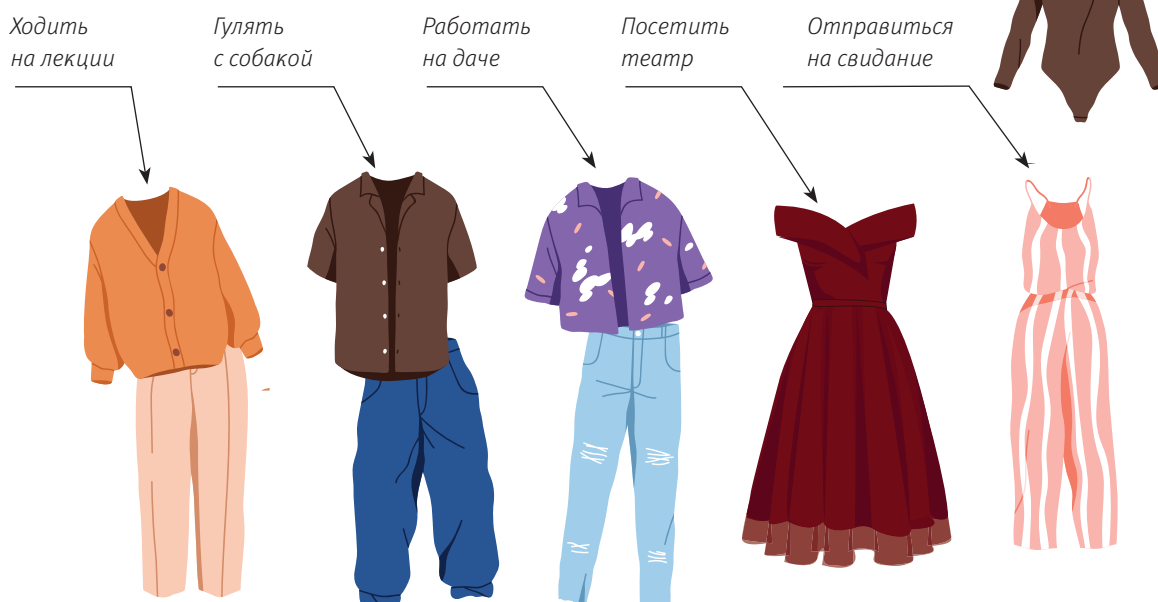 Ходить
на лекции
Гулять
с собакой
Работать
на даче
Посетить
театр
Отправиться
на свидание